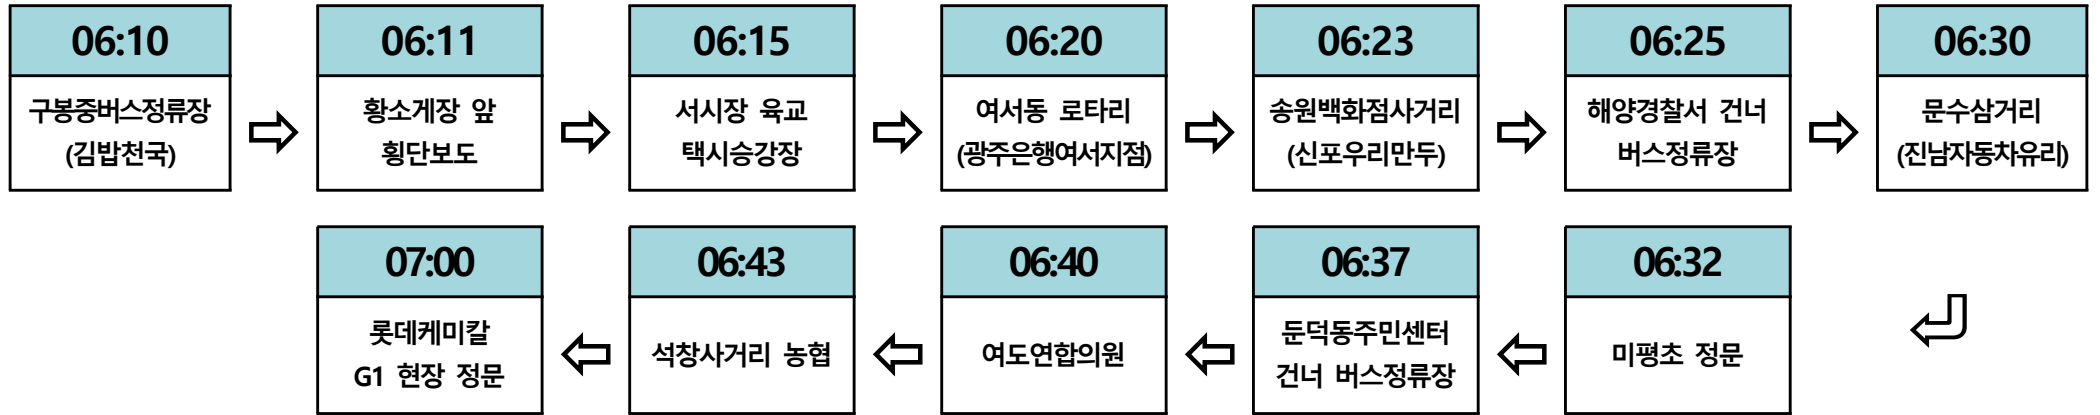 06:10
구봉중버스정류장
(김밥천국)
06:11
황소게장 앞
횡단보도
06:15
서시장 육교
택시승강장
06:20
여서동 로타리
(광주은행여서지점)
06:23
송원백화점사거리
(신포우리만두)
06:25
해양경찰서 건너
버스정류장
06:30
문수삼거리
(진남자동차유리)
06:32
미평초 정문
06:37
둔덕동주민센터
건너 버스정류장
06:40
여도연합의원
06:43
석창사거리 농협
07:00
롯데케미칼
G1 현장 정문